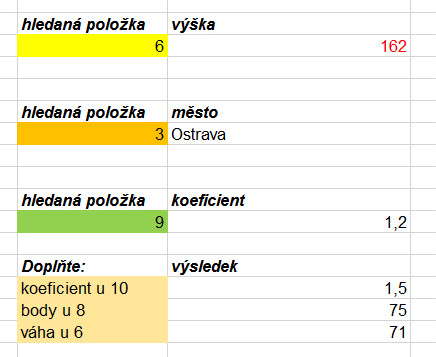 hledaná položka výška
6 162
hledaná položka město
3 Ostrava
hledaná položka koeficient
9 1,2
Doplňte: výsledek
koeficient u 10 1,5
body u 8 75
váha u 6 71